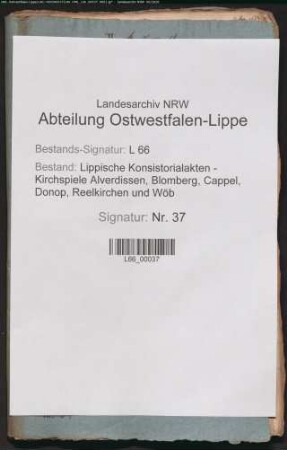 Landesarchiv NRW
Abteilung Ostwestfalen-Lippe
Bestands-Signatur: L 66
Bestand: Lippische Konsistorialakten -
Kirchspiele Alverdissen, Blomberg, Cappel,
Donop, Reelkirchen und Wöb
Signatur: Nr. 37
L66_00037